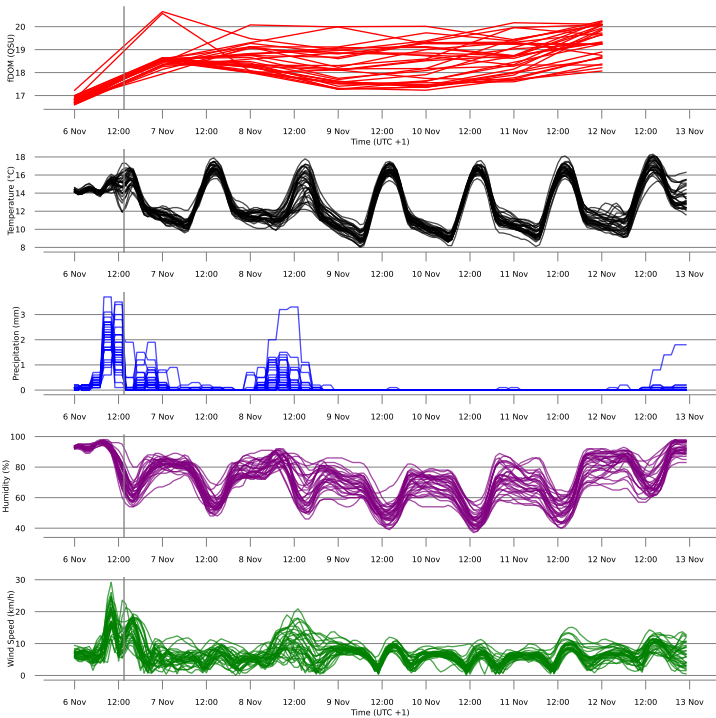 20
19
18
17
fDOM (QSU)
6 Nov 12:00 7 Nov 12:00 8 Nov 12:00 9 Nov 12:00 10 Nov 12:00 11 Nov 12:00 12 Nov 12:00 13 Nov
Time (UTC +1)
18
16
14
12
10
8
Temperature (°C)
6 Nov 12:00 7 Nov 12:00 8 Nov 12:00 9 Nov 12:00 10 Nov 12:00 11 Nov 12:00 12 Nov 12:00 13 Nov
3
2
1
0
Precipitation (mm)
6 Nov 12:00 7 Nov 12:00 8 Nov 12:00 9 Nov 12:00 10 Nov 12:00 11 Nov 12:00 12 Nov 12:00 13 Nov
100
80
60
40
Humidity (%)
6 Nov 12:00 7 Nov 12:00 8 Nov 12:00 9 Nov 12:00 10 Nov 12:00 11 Nov 12:00 12 Nov 12:00 13 Nov
30
20
10
0
Wind Speed (km/h)
6 Nov 12:00 7 Nov 12:00 8 Nov 12:00 9 Nov 12:00 10 Nov 12:00 11 Nov 12:00 12 Nov 12:00 13 Nov
Time (UTC +1)